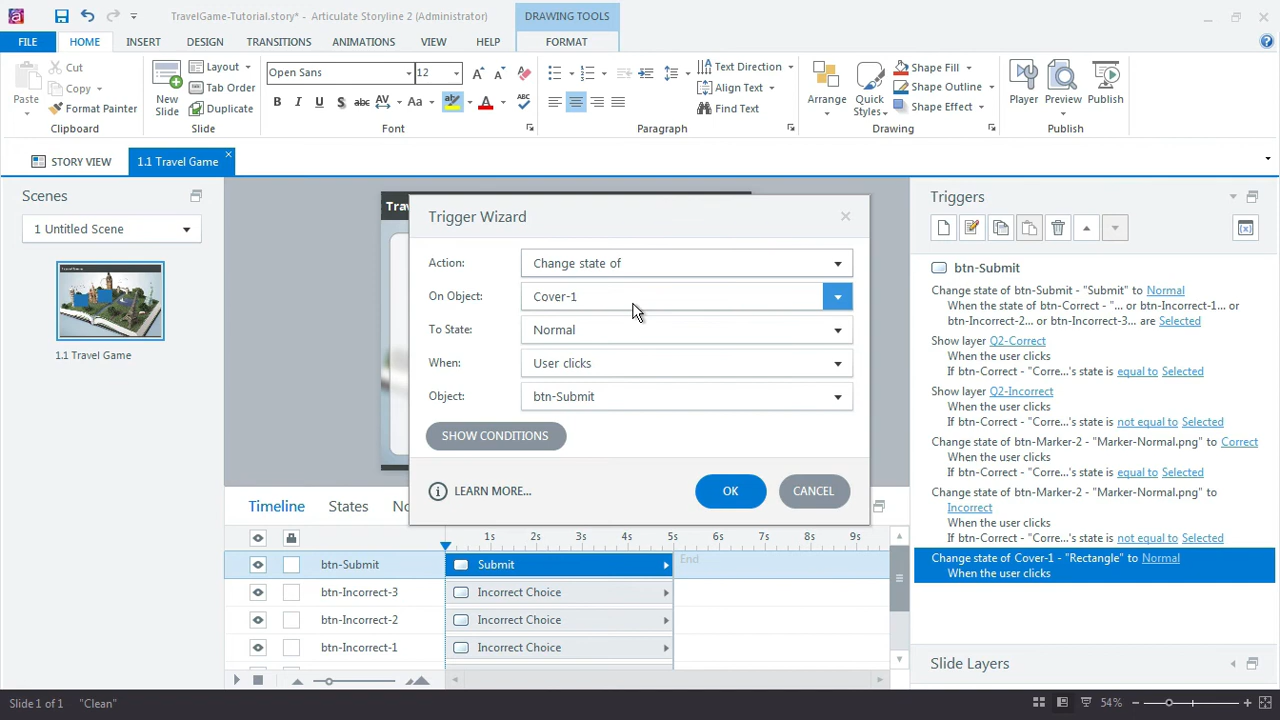 TravelGame-Tutorial.story* - Articulate Storyline 2 (Administrator)
DRAWING TOOLS
FILE HOME INSERT DESIGN TRANSITIONS ANIMATIONS VIEW HELP FORMAT
Paste
Cut
Copy
Format Painter
Clipboard
New Slide
Layout
Tab Order
Duplicate
Slide
Open Sans 12
B I U S abc AV Aa A ABC
Font
Paragraph
Text Direction
Align Text
Find Text
Arrange
Quick Styles
Shape Fill
Shape Outline
Shape Effect
Drawing
Player
Preview
Publish
Publish
STORY VIEW
1.1 Travel Game
Scenes
1 Untitled Scene
1.1 Travel Game
Tra
Trigger Wizard
Action: Change state of
On Object: Cover-1
To State: Normal
When: User clicks
Object: btn-Submit
SHOW CONDITIONS
LEARN MORE...
OK
CANCEL
Triggers
btn-Submit
Change state of btn-Submit - "Submit" to Normal
When the state of btn-Correct - "... or btn-Incorrect-1... or
btn-Incorrect-2... or btn-Incorrect-3... are Selected
Show layer Q2-Correct
When the user clicks
If btn-Correct - "Corre...'s state is equal to Selected
Show layer Q2-Incorrect
When the user clicks
If btn-Correct - "Corre...'s state is not equal to Selected
Change state of btn-Marker-2 - "Marker-Normal.png" to Correct
When the user clicks
If btn-Correct - "Corre...'s state is equal to Selected
Change state of btn-Marker-2 - "Marker-Normal.png" to
Incorrect
When the user clicks
If btn-Correct - "Corre...'s state is not equal to Selected
Change state of Cover-1 - "Rectangle" to Normal
When the user clicks
Slide Layers
Timeline States No
1s 2s 3s 4s 5s 6s 7s 8s 9s
btn-Submit Submit End
btn-Incorrect-3 Incorrect Choice
btn-Incorrect-2 Incorrect Choice
btn-Incorrect-1 Incorrect Choice
Slide 1 of 1 "Clean" 54%